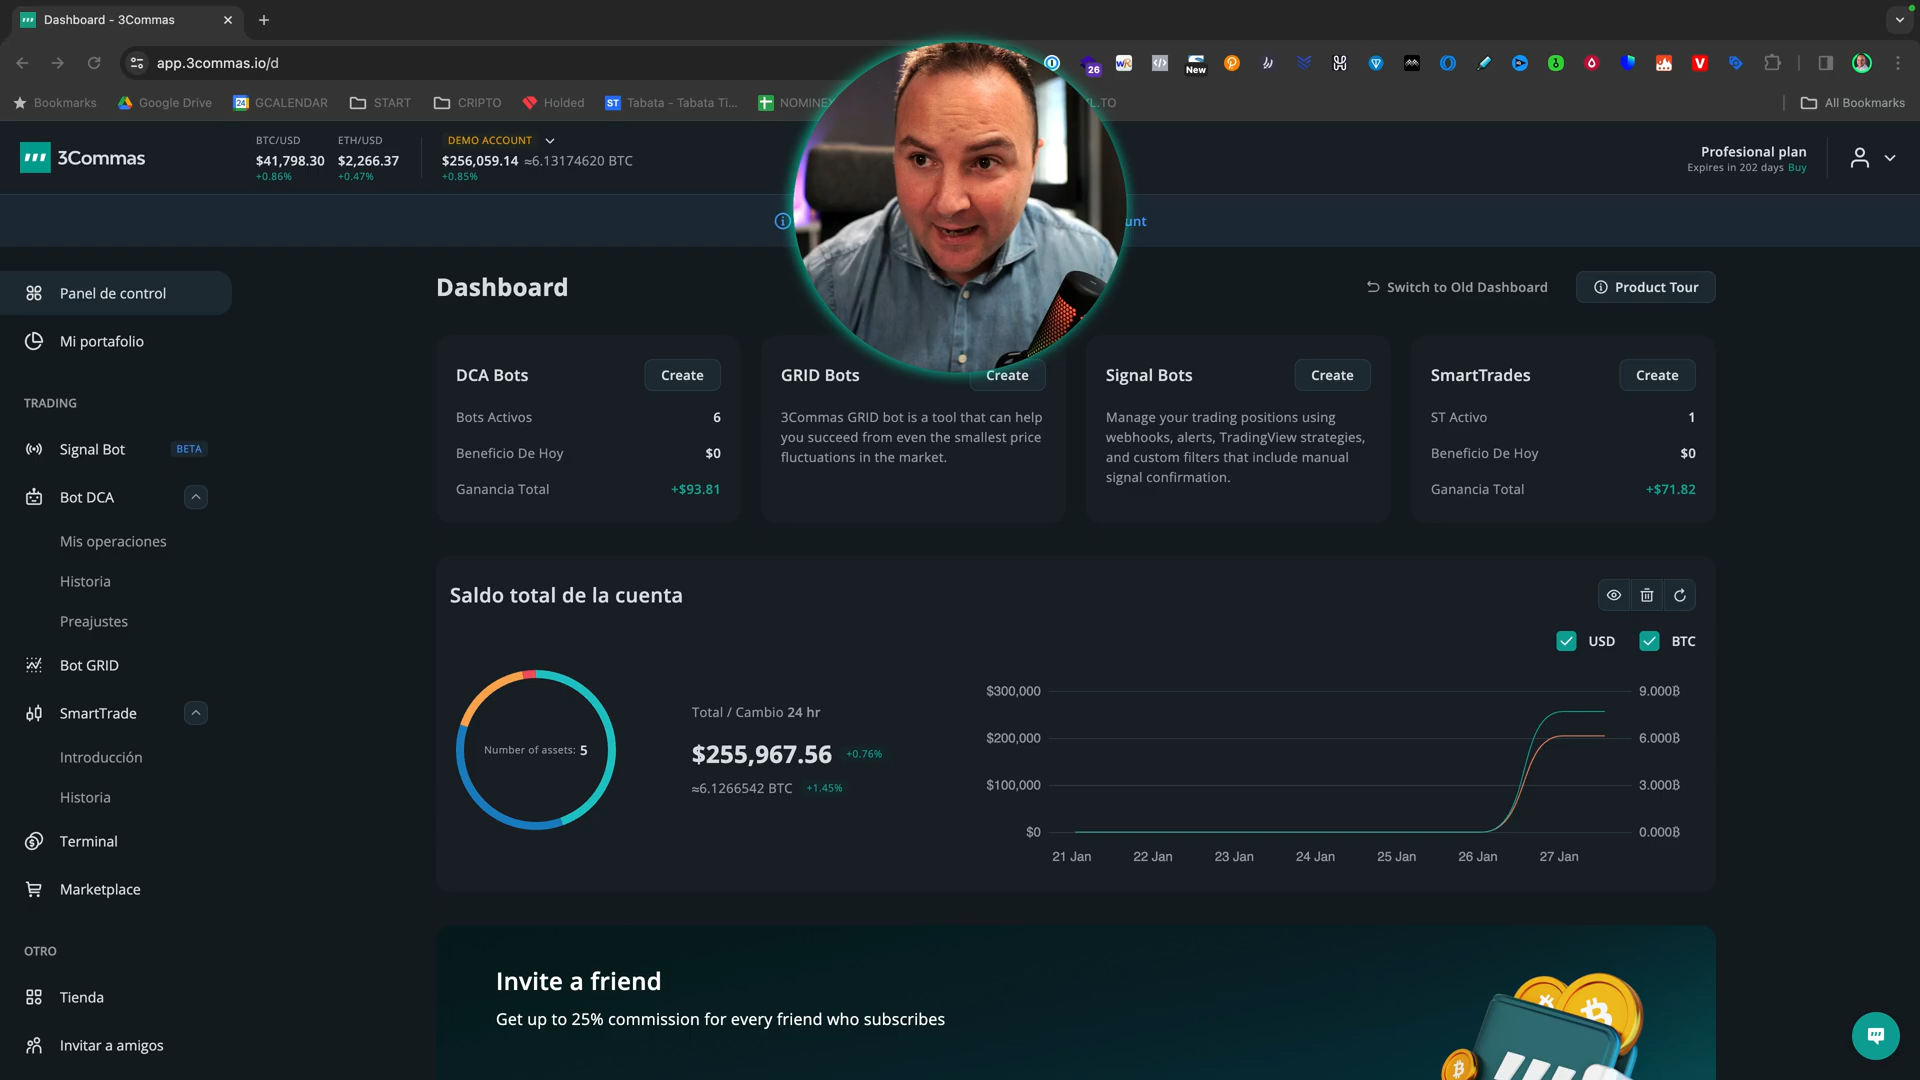 Dashboard - 3Commas
app.3commas.io/d
26
New
Bookmarks
Google Drive
GCALENDAR
START
CRIPTO
Holded
Tabata - Tabata Ti...
NOMINE
L.TO
All Bookmarks
3Commas
BTC/USD
$41,798.30
+0.86%
ETH/USD
$2,266.37
+0.47%
DEMO ACCOUNT
$256,059.14 ≈6.13174620 BTC
+0.85%
Profesional plan
Expires in 202 days Buy
unt
Panel de control
Mi portafolio
TRADING
Signal Bot BETA
Bot DCA
Mis operaciones
Historia
Preajustes
Bot GRID
SmartTrade
Introducción
Historia
Terminal
Marketplace
OTRO
Tienda
Invitar a amigos
Dashboard
Switch to Old Dashboard
Product Tour
DCA Bots Create
Bots Activos 6
Beneficio De Hoy $0
Ganancia Total +$93.81
GRID Bots Create
3Commas GRID bot is a tool that can help
you succeed from even the smallest price
fluctuations in the market.
Signal Bots Create
Manage your trading positions using
webhooks, alerts, TradingView strategies,
and custom filters that include manual
signal confirmation.
SmartTrades Create
ST Activo 1
Beneficio De Hoy $0
Ganancia Total +$71.82
Saldo total de la cuenta
USD BTC
Number of assets: 5
Total / Cambio 24 hr
$255,967.56 +0.76%
≈6.1266542 BTC +1.45%
$300,000 9.000฿
$200,000 6.000฿
$100,000 3.000฿
$0 0.000฿
21 Jan 22 Jan 23 Jan 24 Jan 25 Jan 26 Jan 27 Jan
Invite a friend
Get up to 25% commission for every friend who subscribes